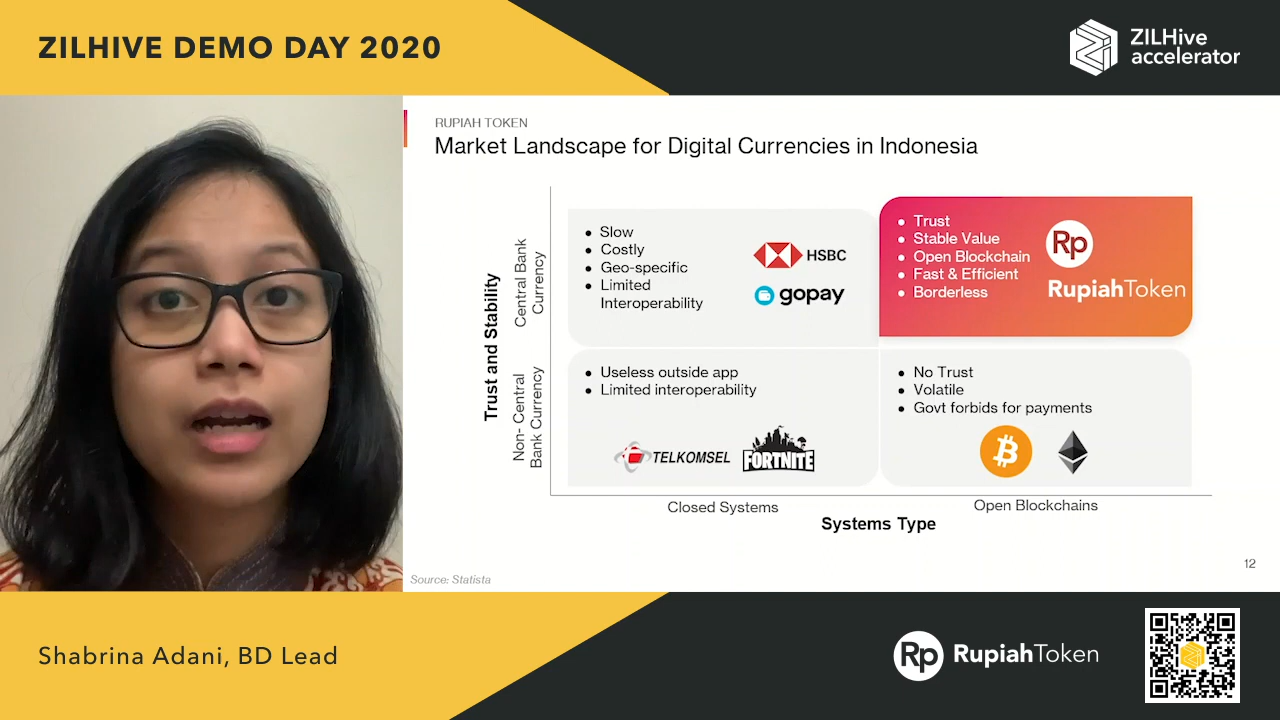 ZILHIVE DEMO DAY 2020
ZILHive
accelerator
RUPIAH TOKEN
Market Landscape for Digital Currencies in Indonesia
Trust and Stability
Central Bank
Currency
Slow
Costly
Geo-specific
Limited
Interoperability
HSBC
gopay
Trust
Stable Value
Open Blockchain
Fast & Efficient
Borderless
Rp
RupiahToken
Non- Central
Bank Currency
Useless outside app
Limited interoperability
TELKOMSEL
FORTNITE
No Trust
Volatile
Govt forbids for payments
Closed Systems
Open Blockchains
Systems Type
12
Source: Statista
Shabrina Adani, BD Lead
Rp RupiahToken